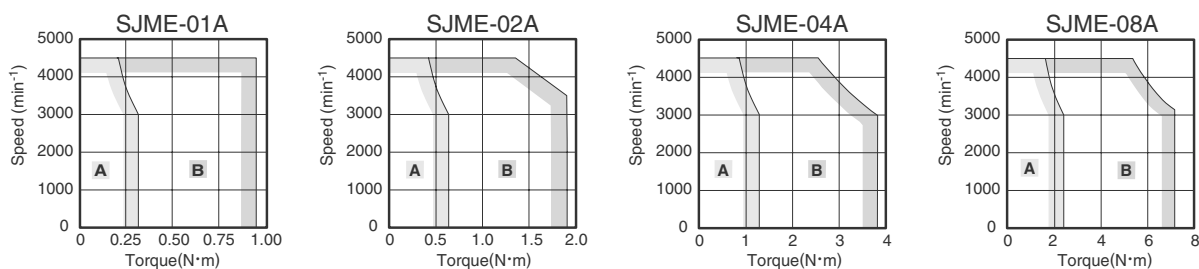 SJME-01A
5000
4000
3000
2000
1000
0
Speed (min-1)
A
B
0 0.25 0.50 0.75 1.00
Torque(N·m)
SJME-02A
5000
4000
3000
2000
1000
0
Speed (min-1)
A
B
0 0.5 1.0 1.5 2.0
Torque(N·m)
SJME-04A
5000
4000
3000
2000
1000
0
Speed (min-1)
A
B
0 1 2 3 4
Torque(N·m)
SJME-08A
5000
4000
3000
2000
1000
0
Speed (min-1)
A
B
0 2 4 6 8
Torque(N·m)